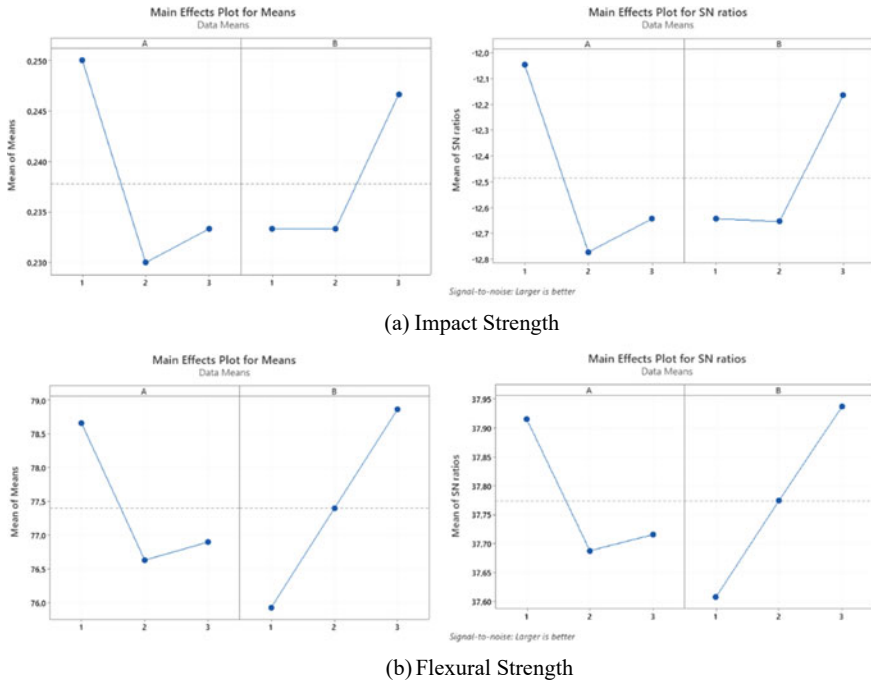 Main Effects Plot for Means
Data Means
A
B
Mean of Means
0.250
0.245
0.240
0.235
0.230
1
2
3
1
2
3
Main Effects Plot for SN ratios
Data Means
A
B
Mean of SN ratios
-12.0
-12.1
-12.2
-12.3
-12.4
-12.5
-12.6
-12.7
-12.8
1
2
3
1
2
3
Signal-to-noise: Larger is better
(a) Impact Strength
Main Effects Plot for Means
Data Means
A
B
Mean of Means
79.0
78.5
78.0
77.5
77.0
76.5
76.0
1
2
3
1
2
3
Main Effects Plot for SN ratios
Data Means
A
B
Mean of SN ratios
37.95
37.90
37.85
37.80
37.75
37.70
37.65
37.60
1
2
3
1
2
3
Signal-to-noise: Larger is better
(b) Flexural Strength